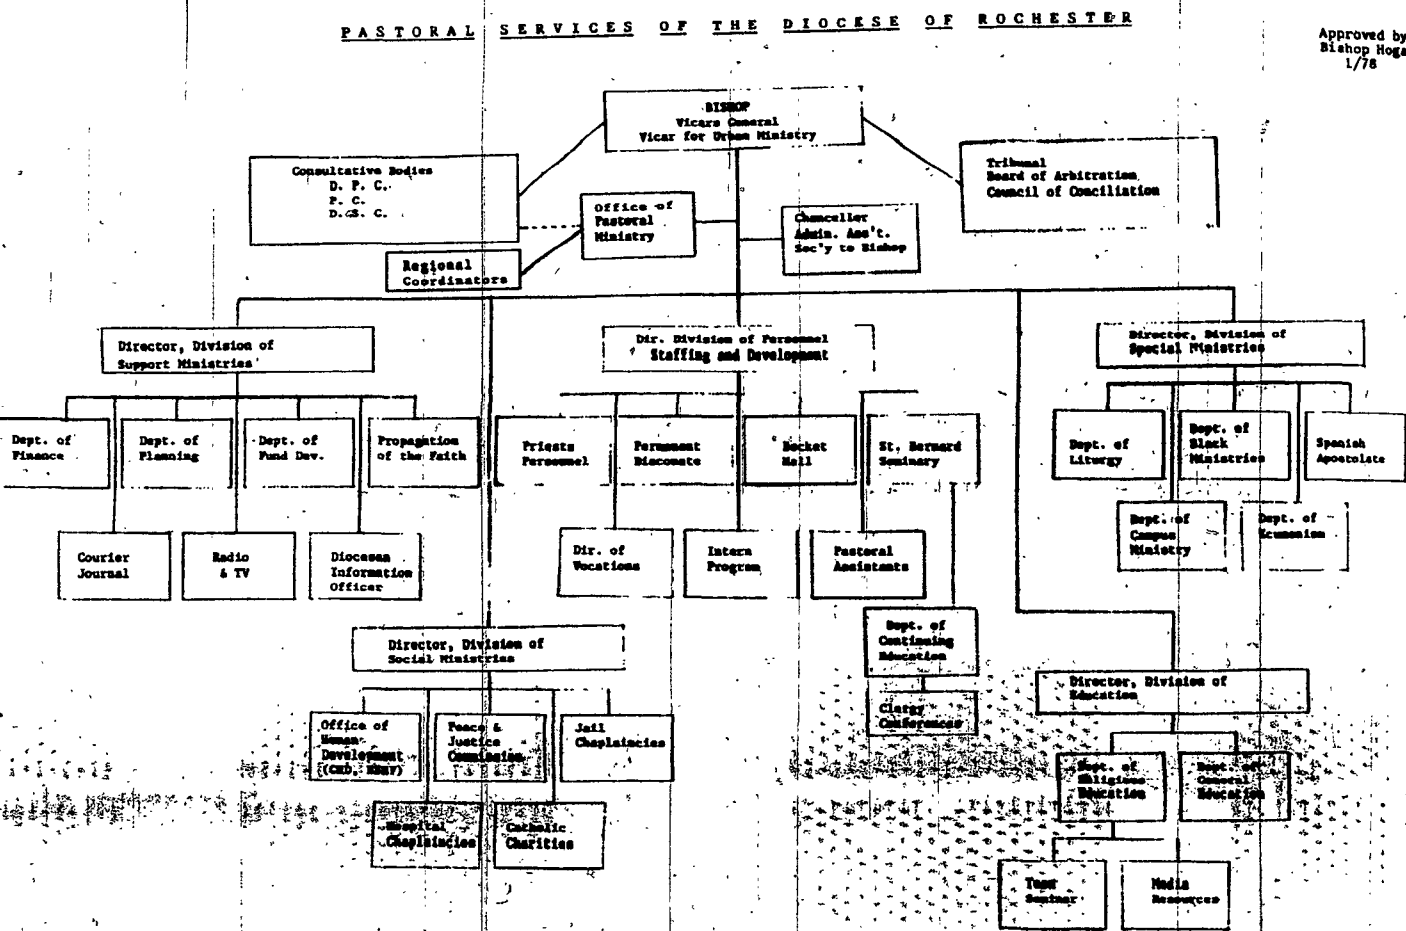 PASTORAL SERVICES OF THE DIOCESE OF ROCHESTER
Approved by
Bishop Hoga
1/78
BISHOP
Vicars General
Vicar for Urban Ministry
Consultative Bodies
D. P. C.
P. C.
D. S. C.
Tribunal
Board of Arbitration
Council of Conciliation
Office of
Pastoral
Ministry
Chancellor
Admin. Ass't.
Sec'y to Bishop
Regional
Coordinators
Director, Division of
Support Ministries
Dir. Division of Personnel
Staffing and Development
Director, Division of
Special Ministries
Dept. of
Finance
Dept. of
Planning
Dept. of
Fund Dev.
Propagation
of the Faith
Priests
Personnel
Permanent
Diaconate
Becket
Hall
St. Bernard
Seminary
Dept. of
Liturgy
Dept. of
Black
Ministries
Spanish
Apostolate
Courier
Journal
Radio
& TV
Diocesan
Information
Officer
Dir. of
Vocations
Intern
Program
Pastoral
Assistants
Dept. of
Campus
Ministry
Dept. of
Ecumenism
Director, Division of
Social Ministries
Dept. of
Continuing
Education
Clergy
Conferences
Director, Division of
Education
Office of
Human
Development
Peace &
Justice
Commission
Jail
Chaplaincies
Hospital
Chaplaincies
Catholic
Charities
Dept. of
Religious
Education
Dept. of
General
Education
Seminar
Media
Resources